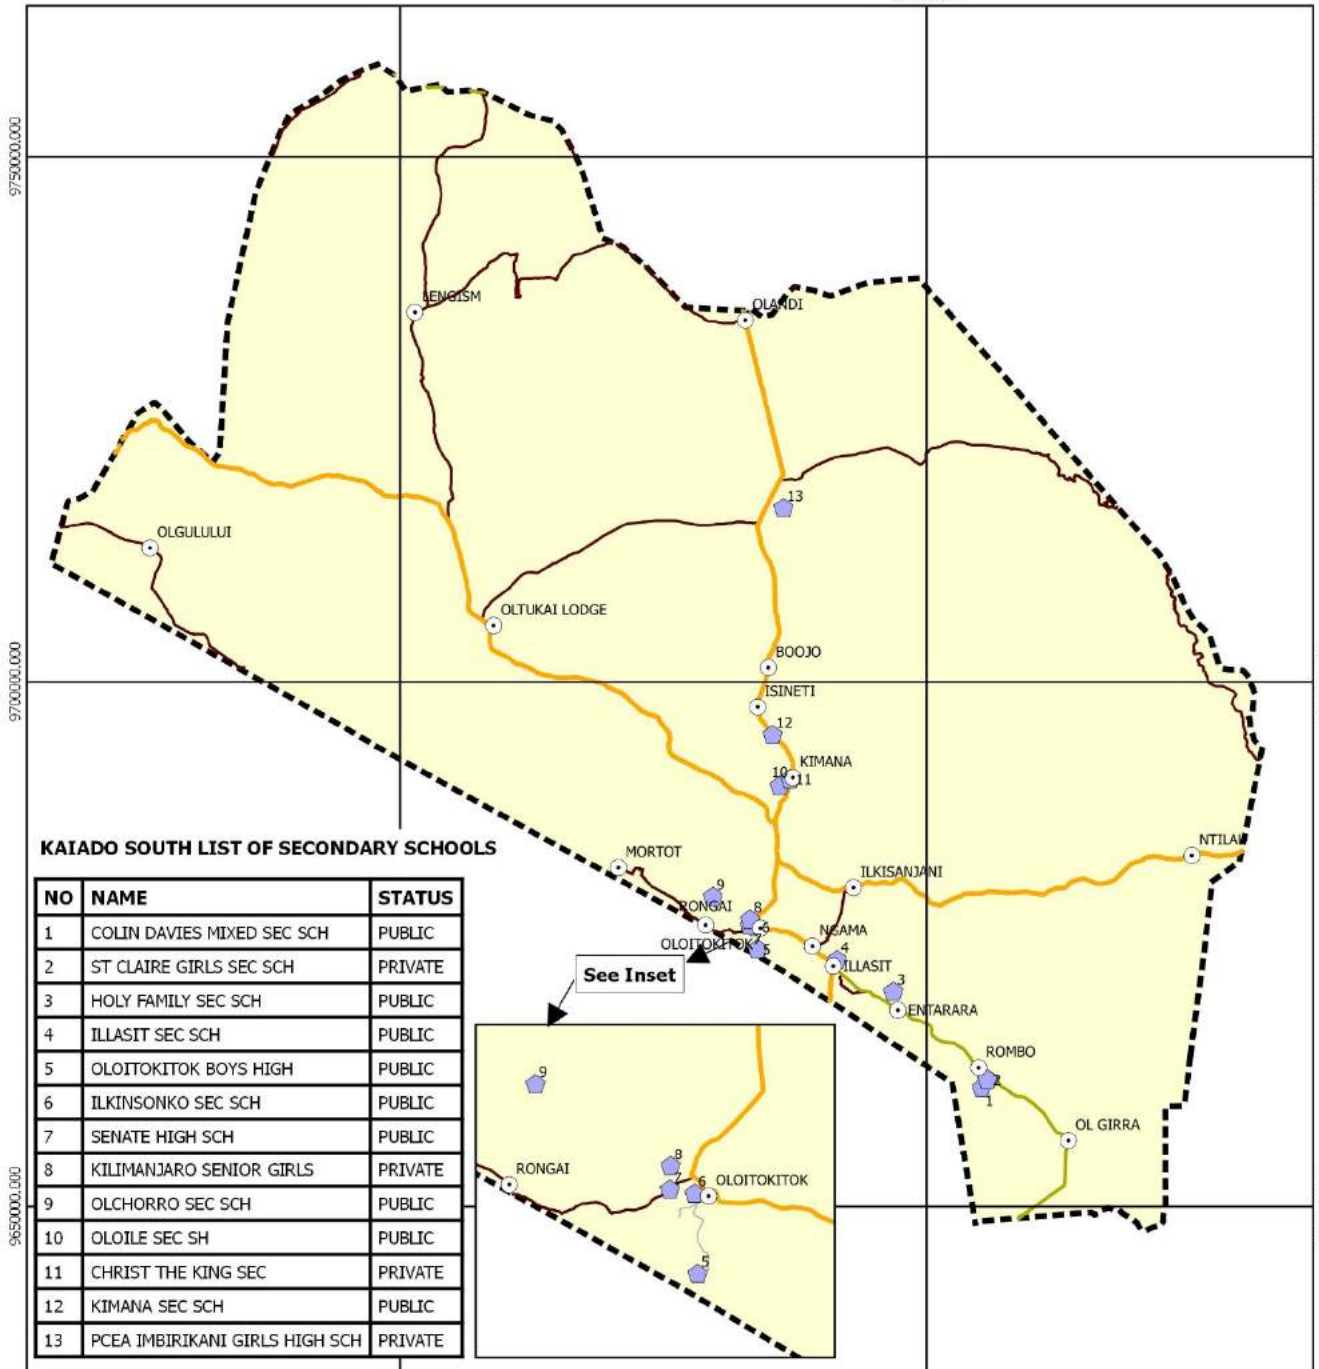 9750000.000
LENGISM
OLANDI
13
OLGULULUI
OLTUKAI LODGE
BOOJO
9700000.000
ISINETI
12
KIMANA
10
11
KAIADO SOUTH LIST OF SECONDARY SCHOOLS
MORTOT
NTILAL
ILKISANJANI
9
RONGAI
8
6
NGAMA
OLOITOKITOK
7
5
4
ILLASIT
See Inset
3
ENTARARA
ROMBO
2
1
OL GIRRA
NO NAME STATUS
1 COLIN DAVIES MIXED SEC SCH PUBLIC
2 ST CLAIRE GIRLS SEC SCH PRIVATE
3 HOLY FAMILY SEC SCH PUBLIC
4 ILLASIT SEC SCH PUBLIC
5 OLOITOKITOK BOYS HIGH PUBLIC
6 ILKINSONKO SEC SCH PUBLIC
7 SENATE HIGH SCH PUBLIC
8 KILIMANJARO SENIOR GIRLS PRIVATE
9 OLCHORRO SEC SCH PUBLIC
10 OLOILE SEC SH PUBLIC
11 CHRIST THE KING SEC PRIVATE
12 KIMANA SEC SCH PUBLIC
13 PCEA IMBIRIKANI GIRLS HIGH SCH PRIVATE
9
8
RONGAI
7
6
OLOITOKITOK
5
9650000.000